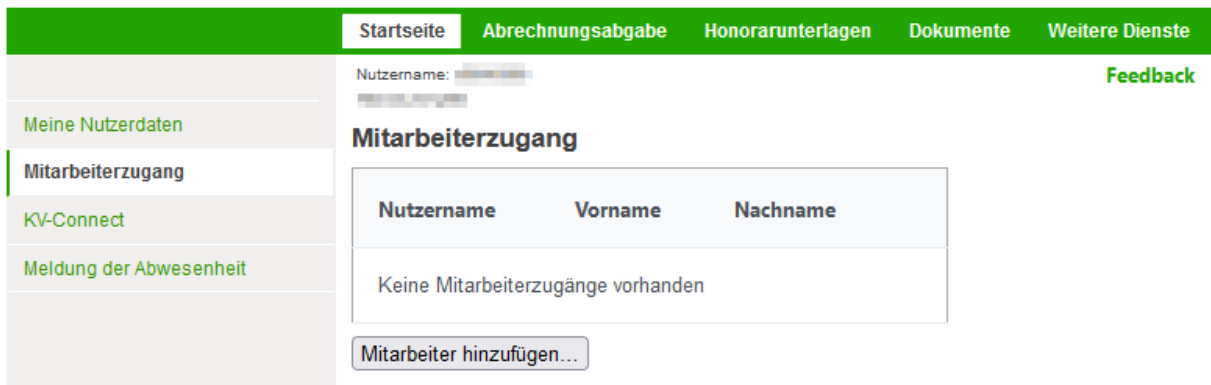 Startseite Abrechnungsabgabe Honorarunterlagen Dokumente Weitere Dienste
Nutzername:
Feedback
Meine Nutzerdaten
Mitarbeiterzugang
KV-Connect
Meldung der Abwesenheit
Mitarbeiterzugang
Nutzername Vorname Nachname
Keine Mitarbeiterzugänge vorhanden
Mitarbeiter hinzufügen...